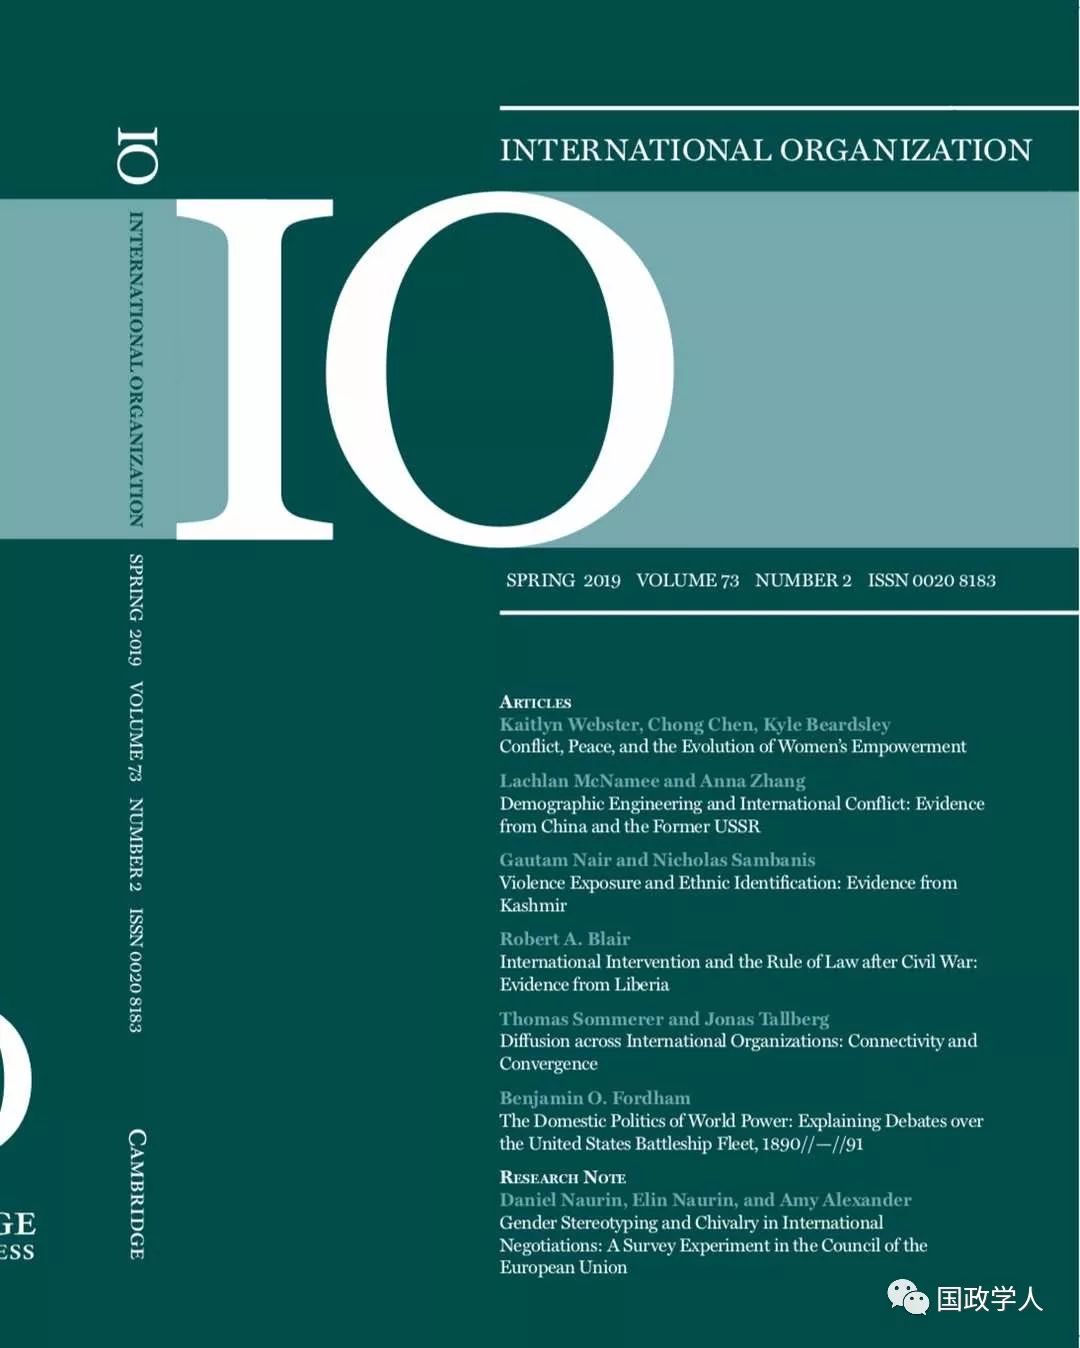 INTERNATIONAL ORGANIZATION
IO
SPRING 2019 VOLUME 73 NUMBER 2 ISSN 0020 8183
ARTICLES
Kaitlyn Webster, Chong Chen, Kyle Beardsley
Conflict, Peace, and the Evolution of Women's Empowerment
Lachlan McNamee and Anna Zhang
Demographic Engineering and International Conflict: Evidence
from China and the Former USSR
Gautam Nair and Nicholas Sambanis
Violence Exposure and Ethnic Identification: Evidence from
Kashmir
Robert A. Blair
International Intervention and the Rule of Law after Civil War:
Evidence from Liberia
Thomas Sommerer and Jonas Tallberg
Diffusion across International Organizations: Connectivity and
Convergence
Benjamin O. Fordham
The Domestic Politics of World Power: Explaining Debates over
the United States Battleship Fleet, 1890//—//91
RESEARCH NOTE
Daniel Naurin, Elin Naurin, and Amy Alexander
Gender Stereotyping and Chivalry in International
Negotiations: A Survey Experiment in the Council of the
European Union
IO INTERNATIONAL ORGANIZATION SPRING 2019 VOLUME 73 NUMBER 2 ISSN 0020 8183 CAMBRIDGE
GE
ESS
国政学人